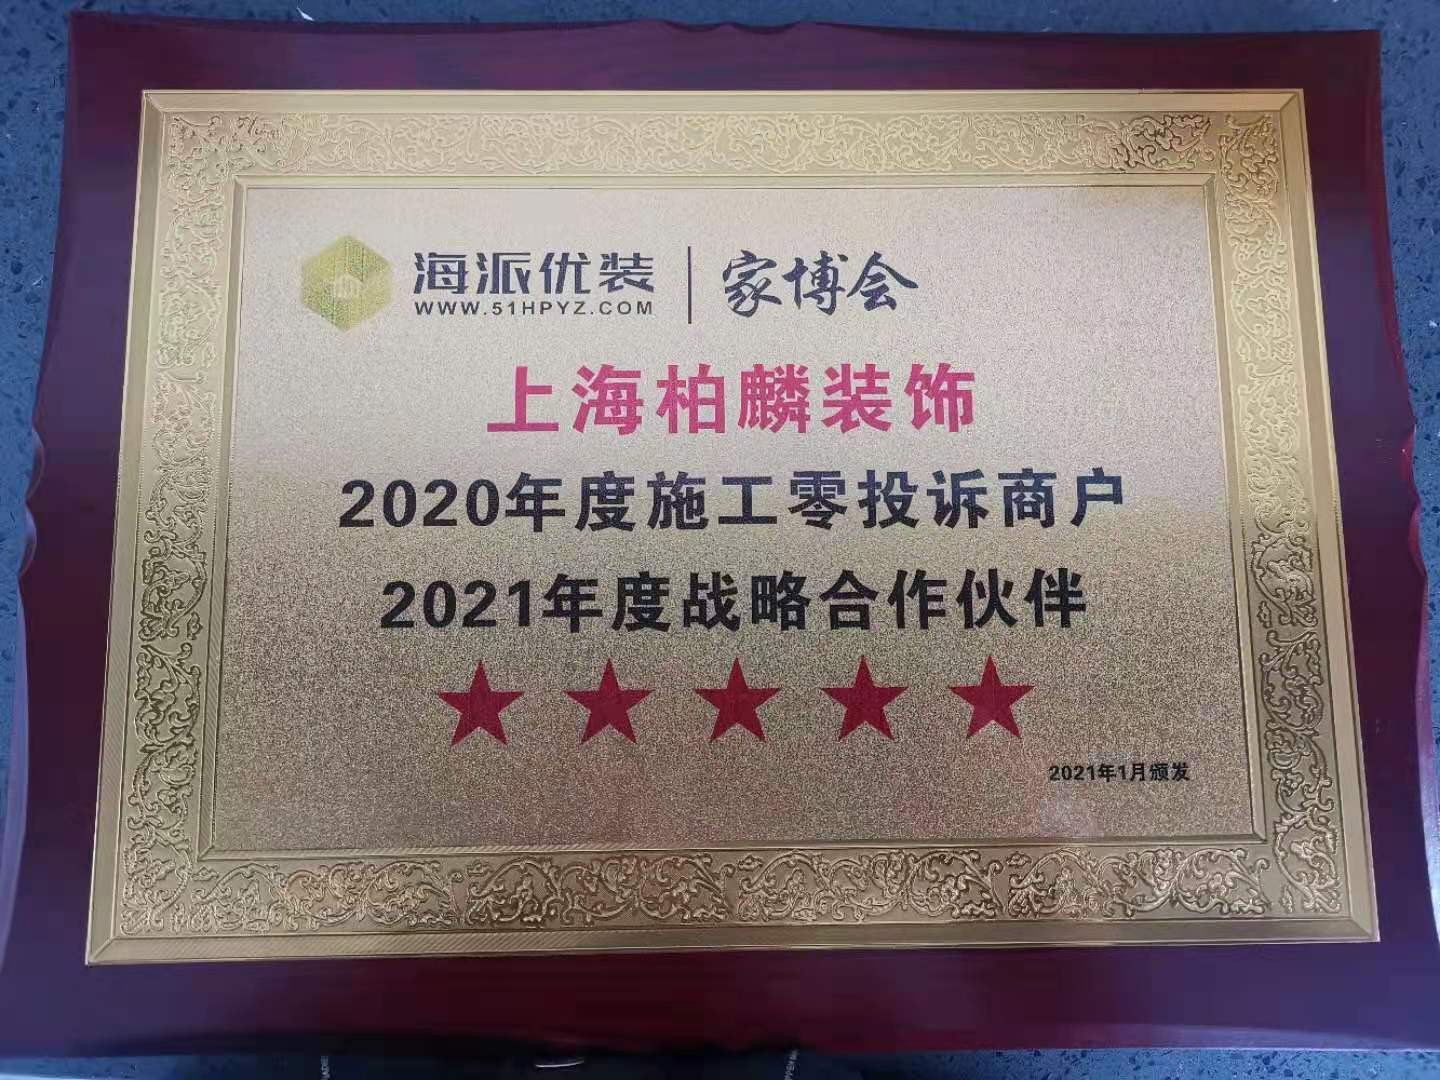 海派优装 家博会
WWW.51HPYZ.COM
上海柏麟装饰
2020年度施工零投诉商户
2021年度战略合作伙伴
2021年1月颁发